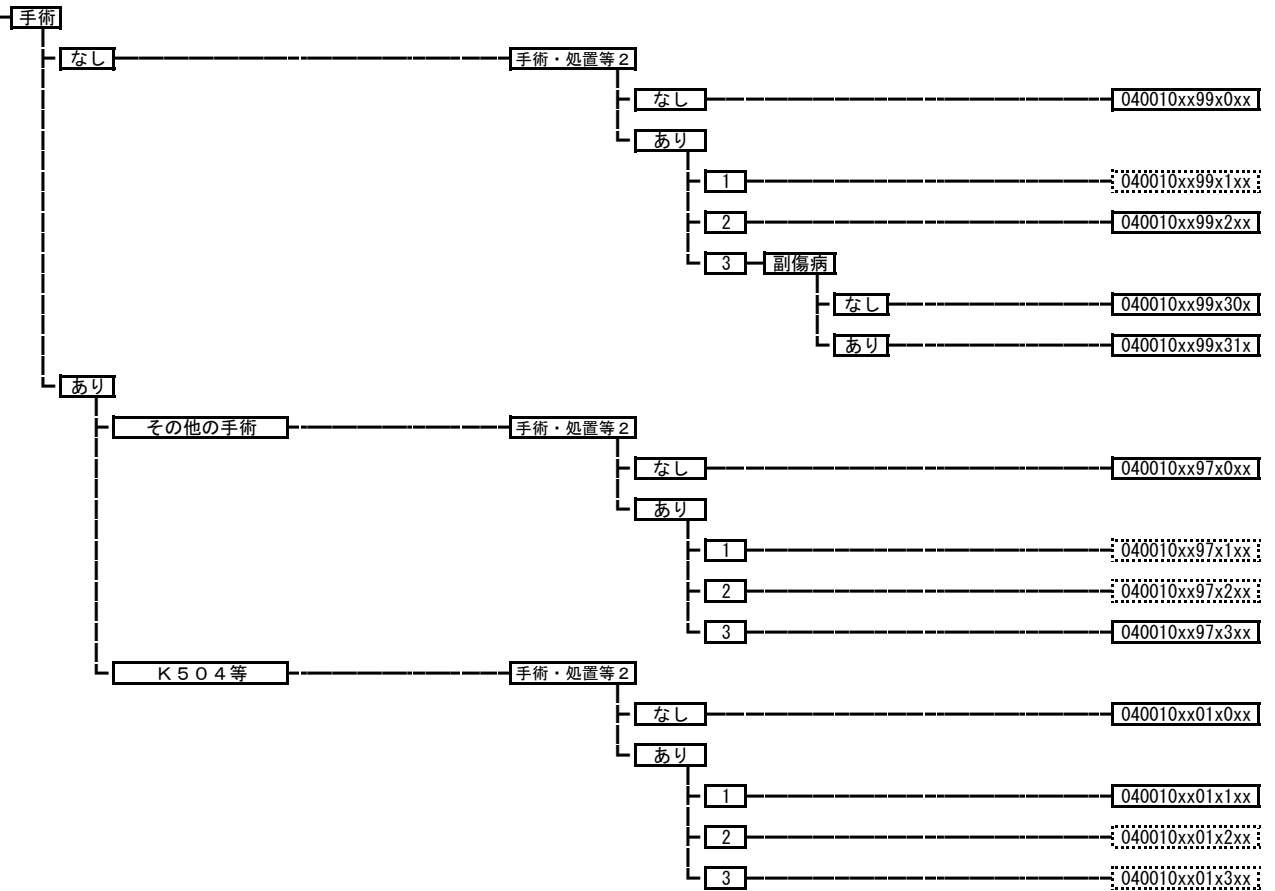 手術
なし 手術・処置等２
なし 040010xx99x0xx
あり
1 040010xx99x1xx
2 040010xx99x2xx
3 副傷病
なし 040010xx99x30x
あり 040010xx99x31x
あり
その他の手術 手術・処置等２
なし 040010xx97x0xx
あり
1 040010xx97x1xx
2 040010xx97x2xx
3 040010xx97x3xx
Ｋ５０４等 手術・処置等２
なし 040010xx01x0xx
あり
1 040010xx01x1xx
2 040010xx01x2xx
3 040010xx01x3xx